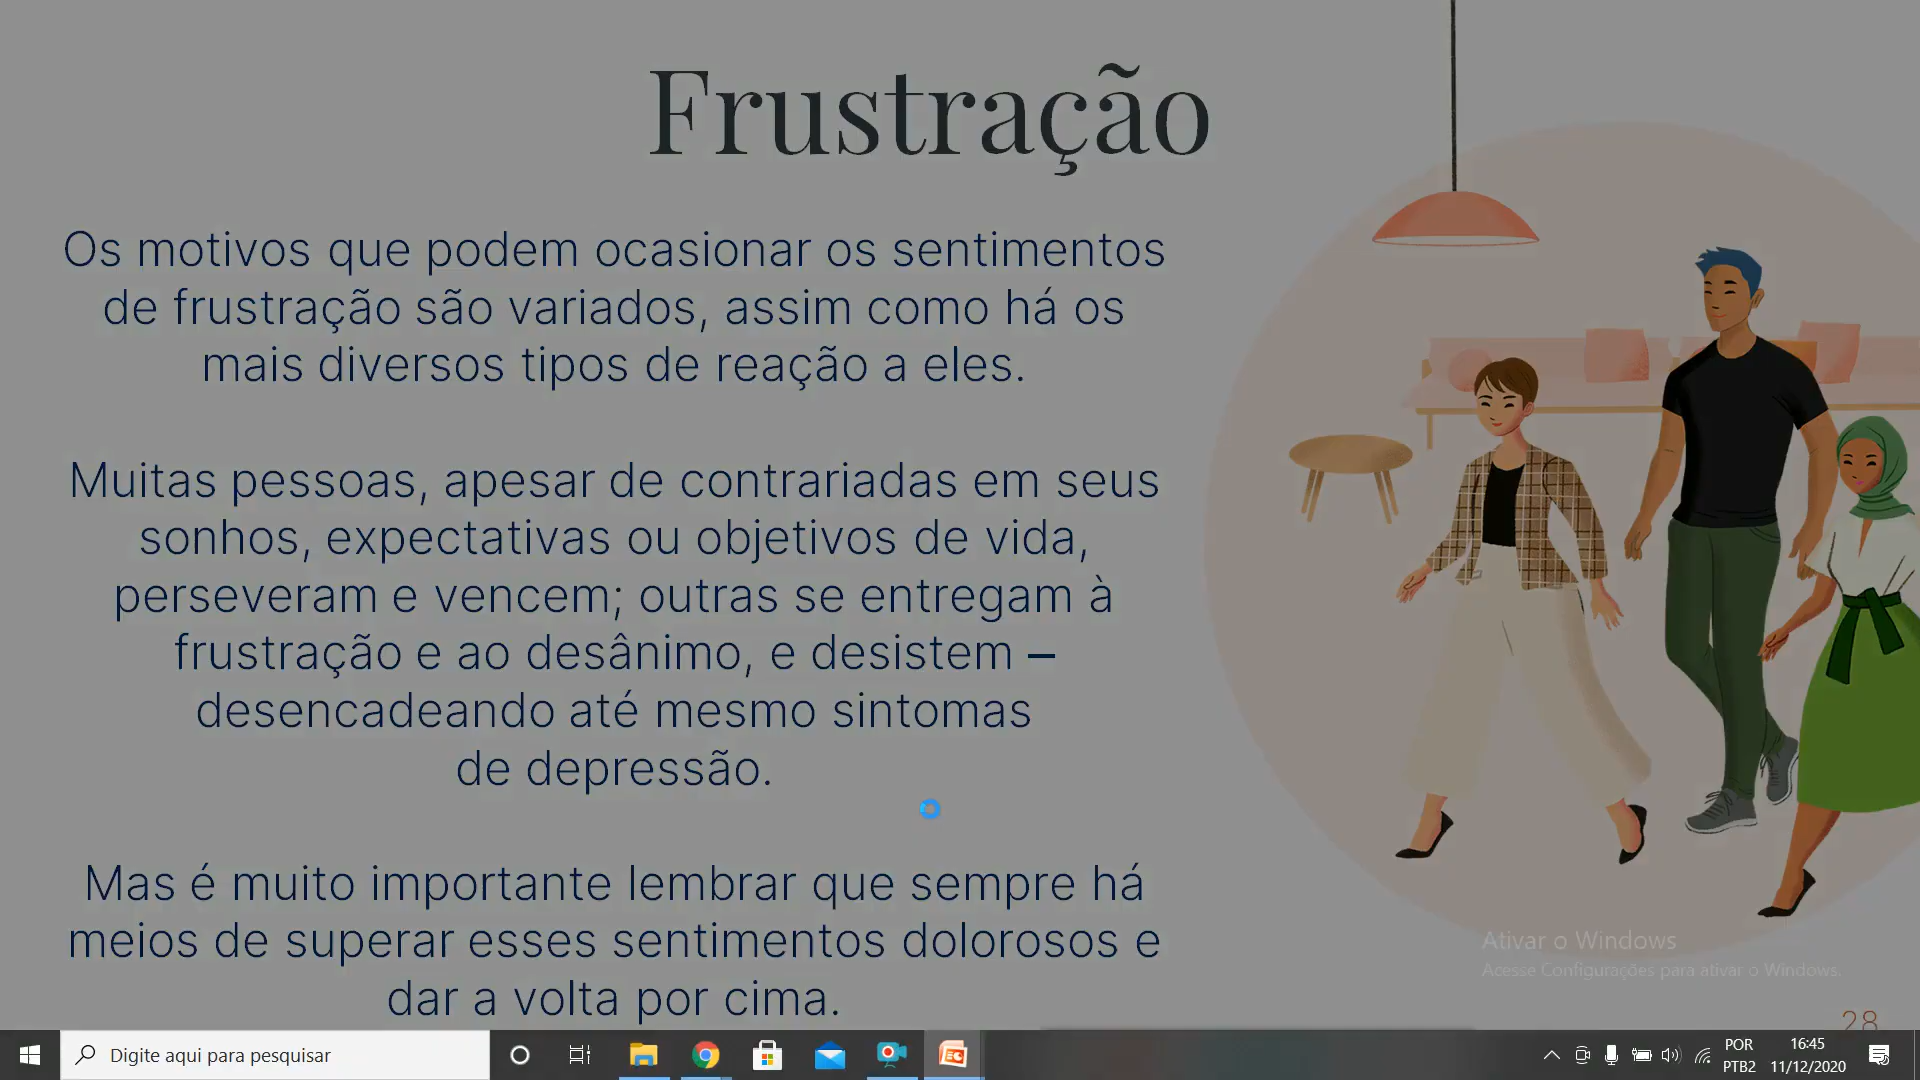 Frustração
Os motivos que podem ocasionar os sentimentos
de frustração são variados, assim como há os
mais diversos tipos de reação a eles.
Muitas pessoas, apesar de contrariadas em seus
sonhos, expectativas ou objetivos de vida,
perseveram e vencem; outras se entregam à
frustração e ao desânimo, e desistem –
desencadeando até mesmo sintomas
de depressão.
Mas é muito importante lembrar que sempre há
meios de superar esses sentimentos dolorosos e
dar a volta por cima.
Ativar o Windows
Acesse Configurações para ativar o Windows.
28
Digite aqui para pesquisar
POR
PTB2
16:45
11/12/2020